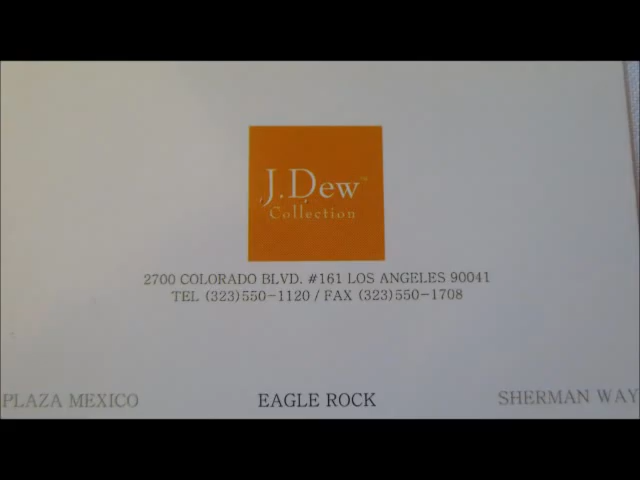 J.Dew™
Collection
2700 COLORADO BLVD. #161 LOS ANGELES 90041
TEL (323)550-1120 / FAX (323)550-1708
PLAZA MEXICO EAGLE ROCK SHERMAN WAY